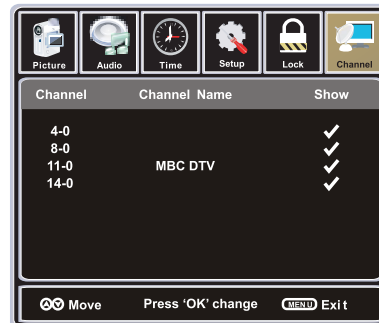 Picture Audio Time Setup Lock Channel
Channel Channel Name Show
4-0
8-0
11-0 MBC DTV
14-0
Move Press ‘OK’ change MENU Exit